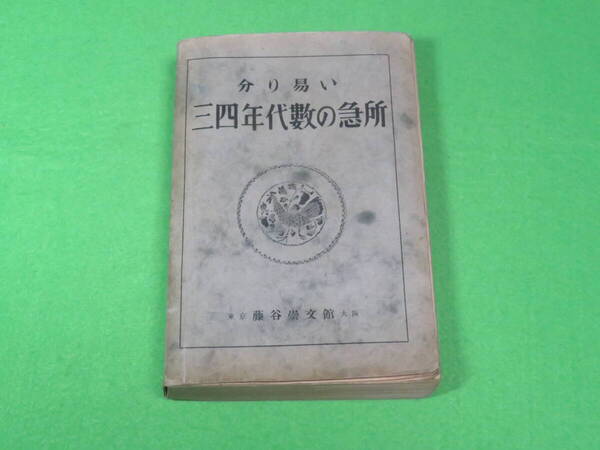 分り易い
三四年代數の急所
東京 藤谷崇文館 大阪